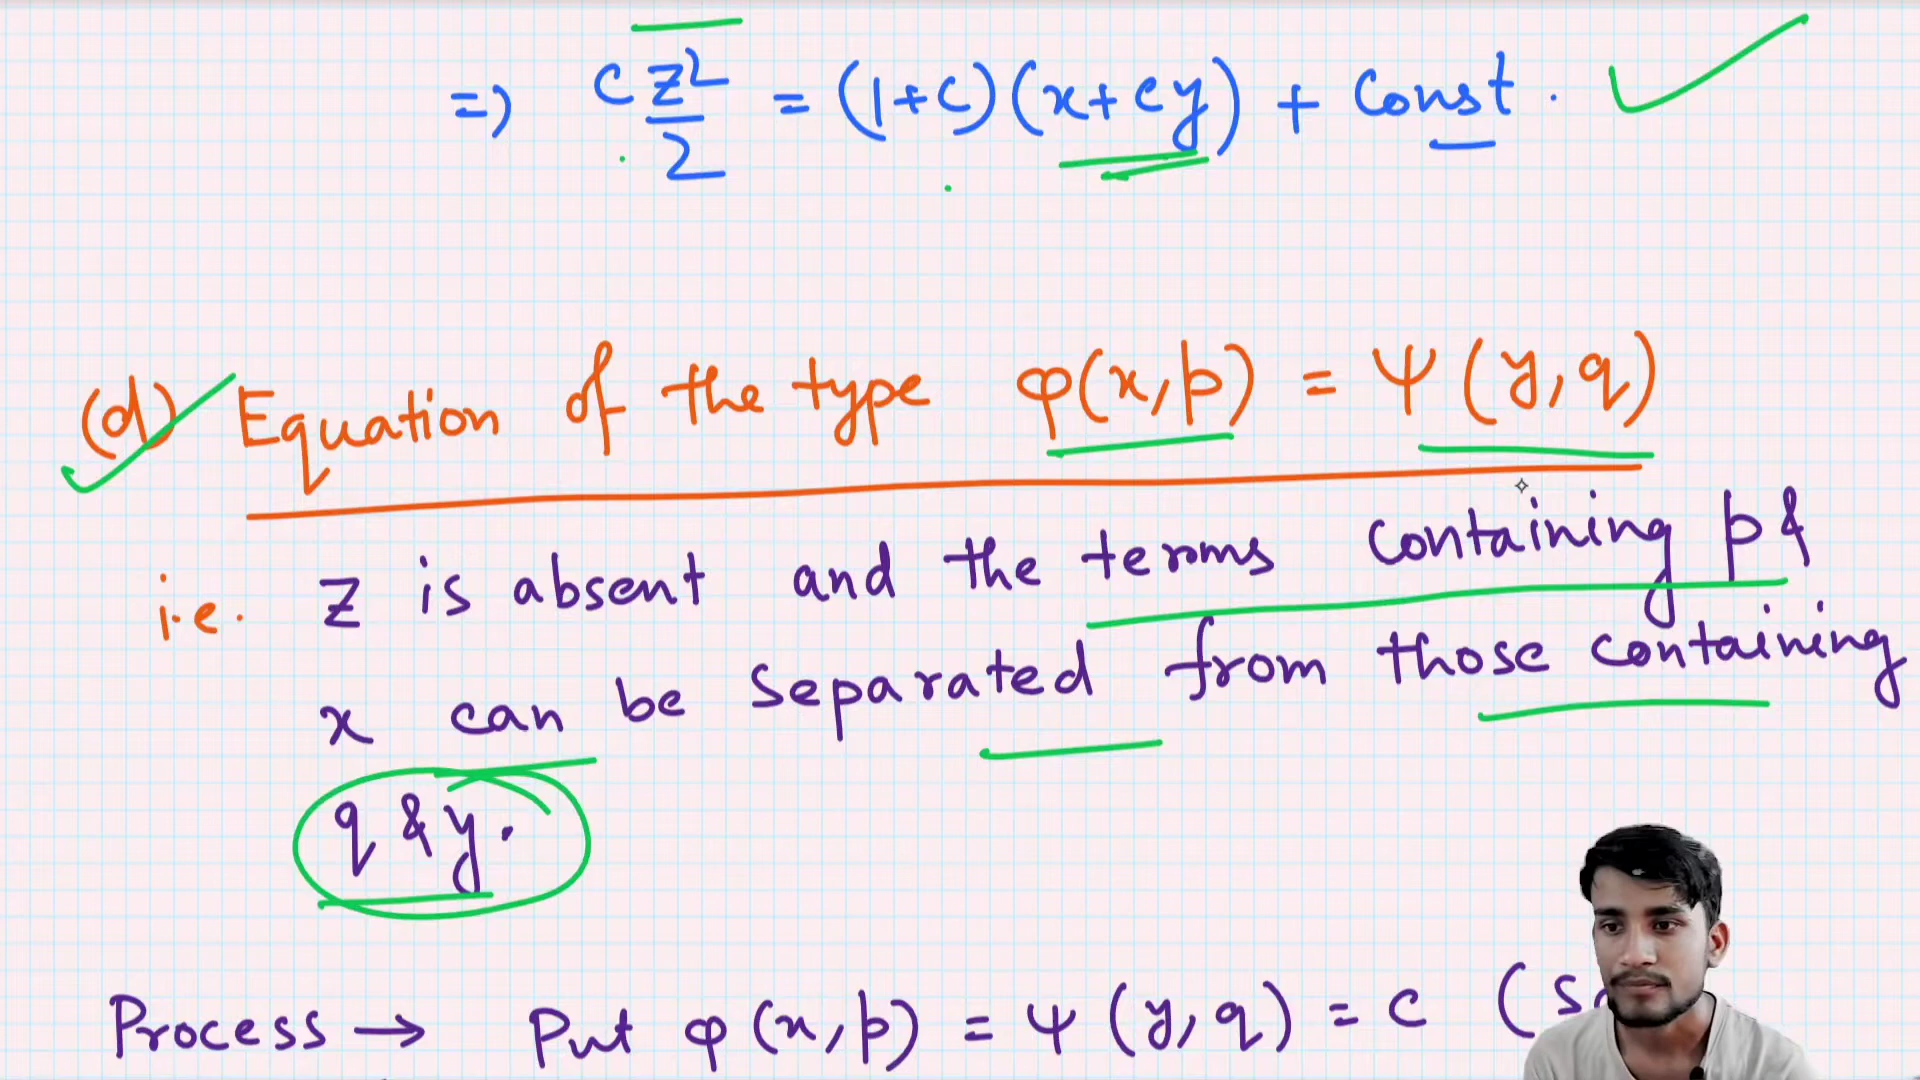 => c z²/2 = (1+c)(x+cy) + Const.
(d) Equation of the type φ(x,p) = ψ(y,q)
i.e. z is absent and the terms containing p &
x can be separated from those containing
q & y.
Process → Put φ(x,p) = ψ(y,q) = c (